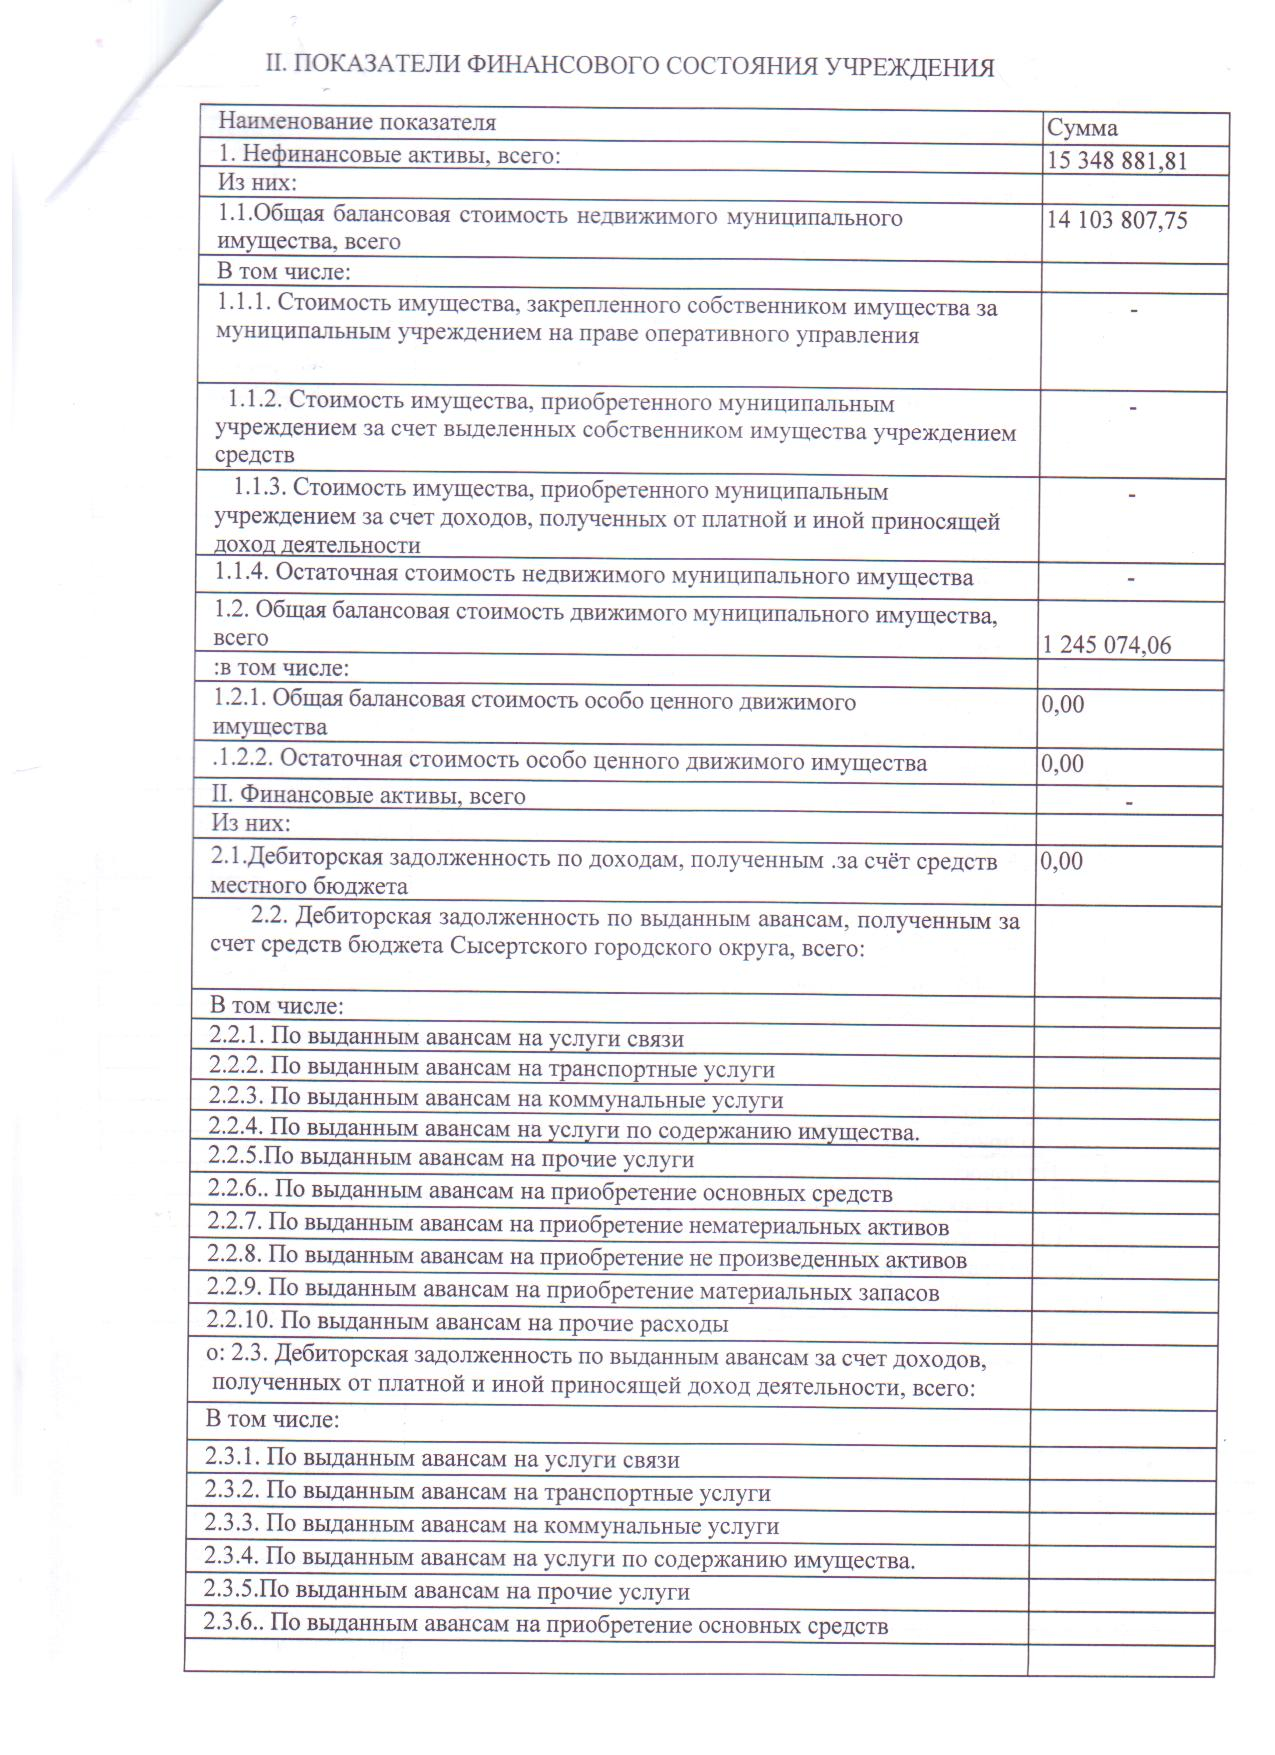 II. ПОКАЗАТЕЛИ ФИНАНСОВОГО СОСТОЯНИЯ УЧРЕЖДЕНИЯ
Наименование показателя
Сумма
1. Нефинансовые активы, всего:
15 348 881,81
Из них:
1.1.Общая балансовая стоимость недвижимого муниципального
имущества, всего
14 103 807,75
В том числе:
1.1.1. Стоимость имущества, закрепленного собственником имущества за
муниципальным учреждением на праве оперативного управления
-
1.1.2. Стоимость имущества, приобретенного муниципальным
учреждением за счет выделенных собственником имущества учреждением
средств
-
1.1.3. Стоимость имущества, приобретенного муниципальным
учреждением за счет доходов, полученных от платной и иной приносящей
доход деятельности
-
1.1.4. Остаточная стоимость недвижимого муниципального имущества
-
1.2. Общая балансовая стоимость движимого муниципального имущества,
всего
1 245 074,06
:в том числе:
1.2.1. Общая балансовая стоимость особо ценного движимого
имущества
0,00
.1.2.2. Остаточная стоимость особо ценного движимого имущества
0,00
II. Финансовые активы, всего
-
Из них:
2.1.Дебиторская задолженность по доходам, полученным .за счёт средств
местного бюджета
0,00
2.2. Дебиторская задолженность по выданным авансам, полученным за
счет средств бюджета Сысертского городского округа, всего:
В том числе:
2.2.1. По выданным авансам на услуги связи
2.2.2. По выданным авансам на транспортные услуги
2.2.3. По выданным авансам на коммунальные услуги
2.2.4. По выданным авансам на услуги по содержанию имущества.
2.2.5.По выданным авансам на прочие услуги
2.2.6.. По выданным авансам на приобретение основных средств
2.2.7. По выданным авансам на приобретение нематериальных активов
2.2.8. По выданным авансам на приобретение не произведенных активов
2.2.9. По выданным авансам на приобретение материальных запасов
2.2.10. По выданным авансам на прочие расходы
о: 2.3. Дебиторская задолженность по выданным авансам за счет доходов,
полученных от платной и иной приносящей доход деятельности, всего:
В том числе:
2.3.1. По выданным авансам на услуги связи
2.3.2. По выданным авансам на транспортные услуги
2.3.3. По выданным авансам на коммунальные услуги
2.3.4. По выданным авансам на услуги по содержанию имущества.
2.3.5.По выданным авансам на прочие услуги
2.3.6.. По выданным авансам на приобретение основных средств